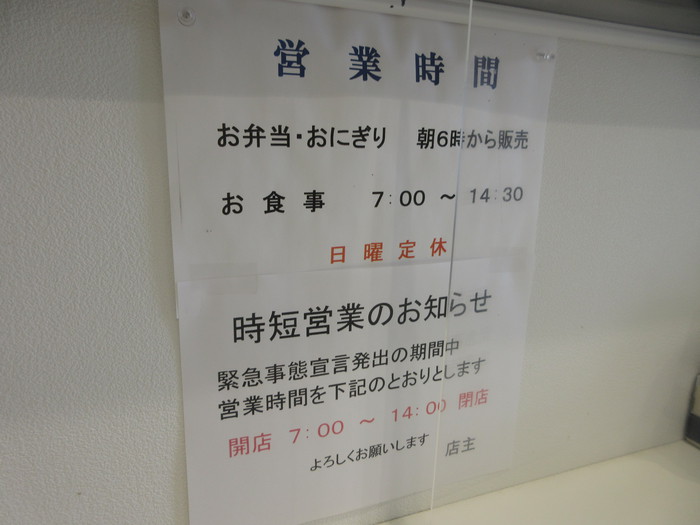 営業時間
お弁当・おにぎり 朝6時から販売
お食事 7:00 ～ 14:30
日曜定休
時短営業のお知らせ
緊急事態宣言発出の期間中
営業時間を下記のとおりとします
開店 7:00 ～ 14:00 閉店
よろしくお願いします 店主